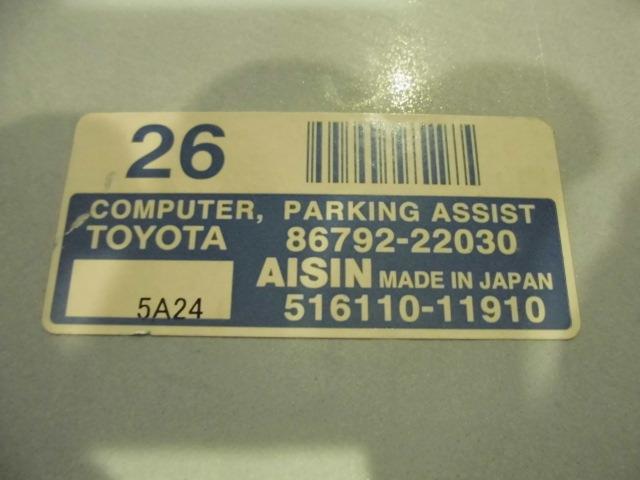 26
COMPUTER, PARKING ASSIST
TOYOTA 86792-22030
AISIN MADE IN JAPAN
5A24 516110-11910